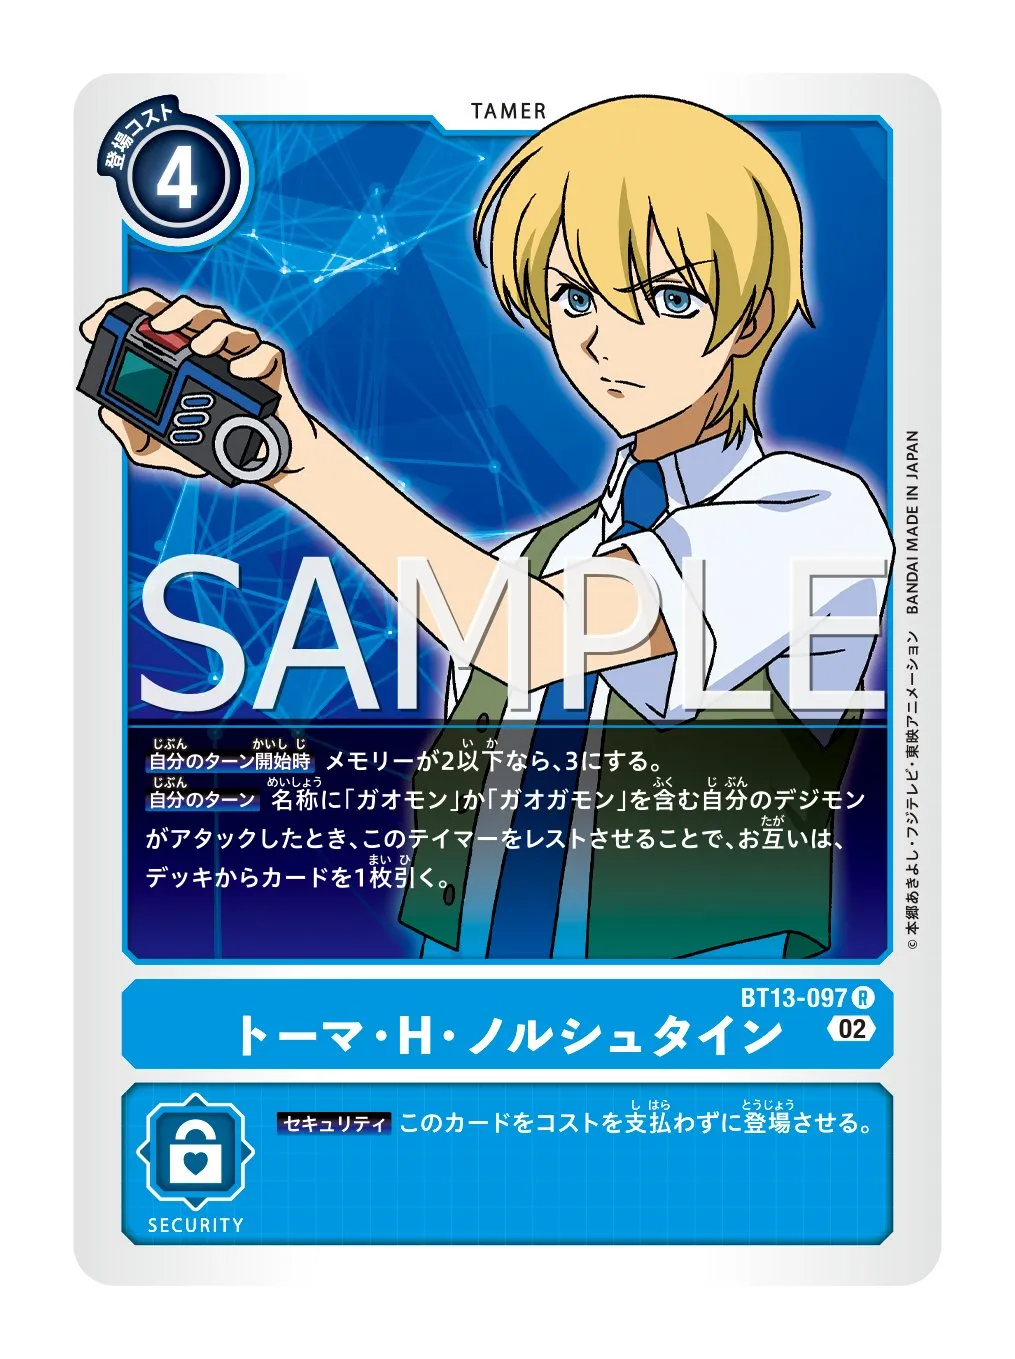 TAMER
登場コスト
4
SAMPLE
自分のターン開始時 メモリーが2以下なら、3にする。
自分のターン 名称に「ガオモン」か「ガオガモン」を含む自分のデジモン
がアタックしたとき、このテイマーをレストさせることで、お互いは、
デッキからカードを1枚引く。
©本郷あきよし・フジテレビ・東映アニメーション BANDAI MADE IN JAPAN
BT13-097 R
トーマ・H・ノルシュタイン
02
セキュリティ このカードをコストを支払わずに登場させる。
SECURITY